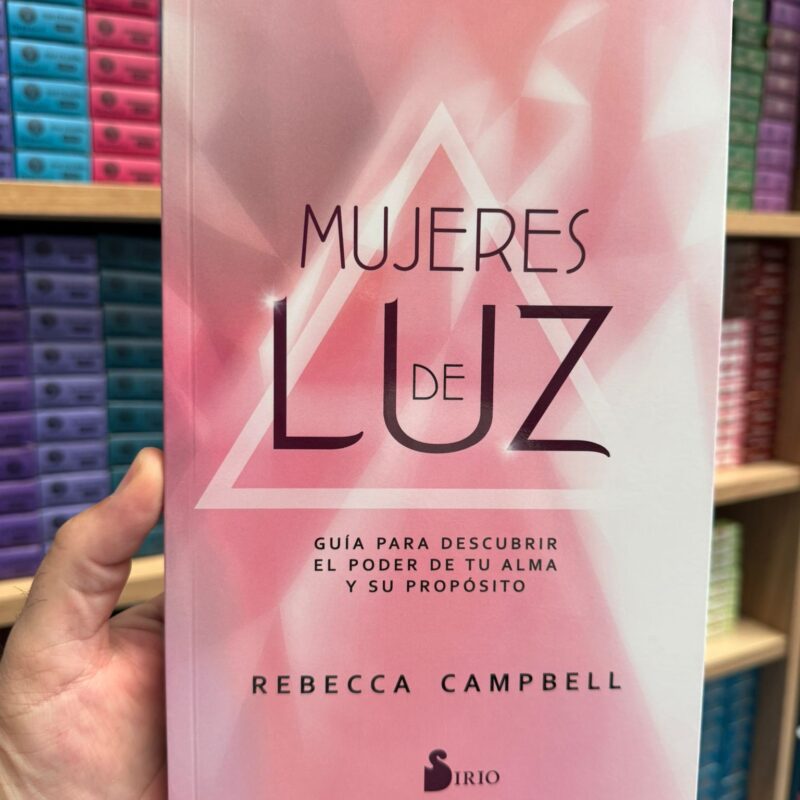 MUJERES
DE
LUZ
GUÍA PARA DESCUBRIR
EL PODER DE TU ALMA
Y SU PROPÓSITO
REBECCA CAMPBELL
SIRIO